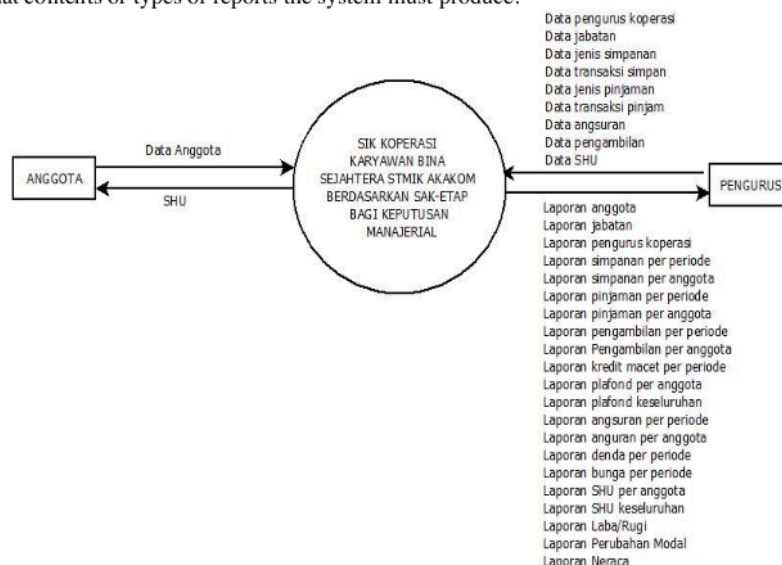 contents or types of reports the system must produce?
Data pengurus koperasi
Data jabatan
Data jenis simpanan
Data transaksi simpan
Data jenis pinjaman
Data transaksi pinjam
Data angsuran
Data pengambilan
Data SHU
ANGGOTA
Data Anggota
SHU
SIK KOPERASI
KARYAWAN BINA
SEJAHTERA STMIK AKAKOM
BERDASARKAN SAK-ETAP
BAGI KEPUTUSAN
MANAJERIAL
PENGURUS
Laporan anggota
Laporan jabatan
Laporan pengurus koperasi
Laporan simpanan per periode
Laporan simpanan per anggota
Laporan pinjaman per periode
Laporan pinjaman per anggota
Laporan pengambilan per periode
Laporan Pengambilan per anggota
Laporan kredit macet per periode
Laporan plafond per anggota
Laporan plafond keseluruhan
Laporan angsuran per periode
Laporan anguran per anggota
Laporan denda per periode
Laporan bunga per periode
Laporan SHU per anggota
Laporan SHU keseluruhan
Laporan Laba/Rugi
Laporan Perubahan Modal
Laporan Neraca